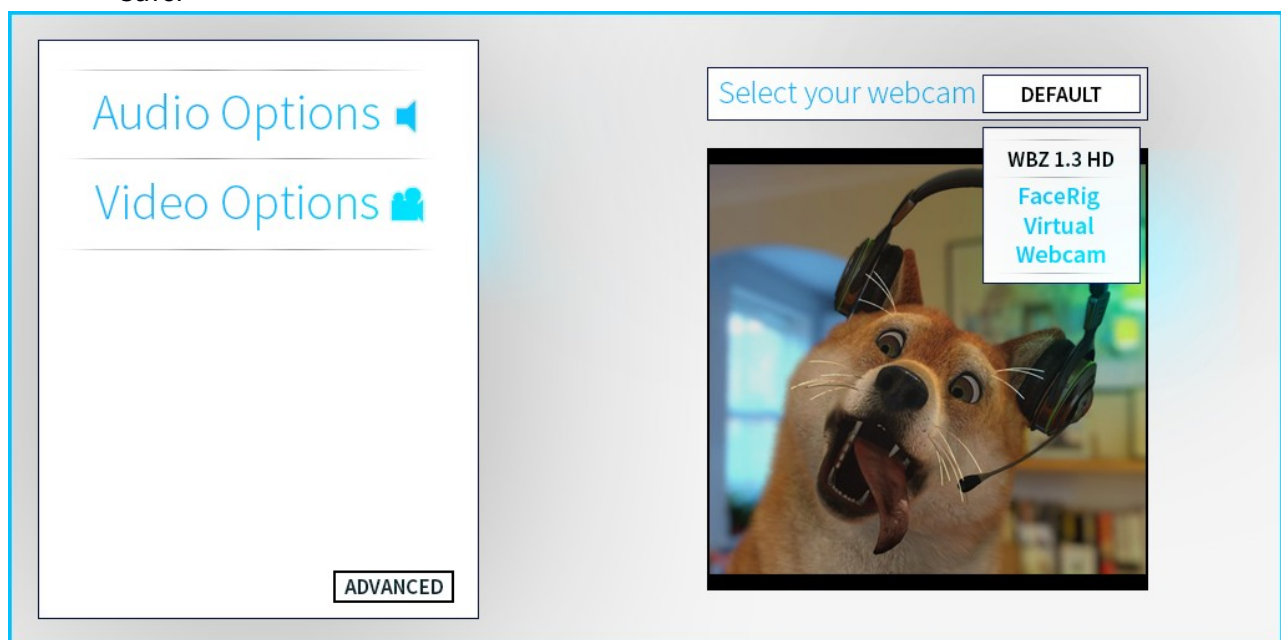 Audio Options
Video Options
ADVANCED
Select your webcam
DEFAULT
WBZ 1.3 HD
FaceRig
Virtual
Webcam